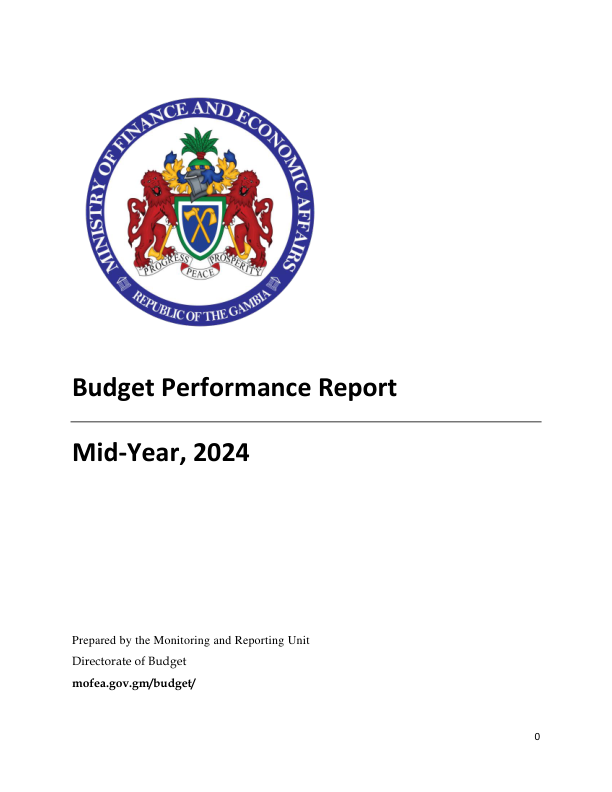 MINISTRY OF FINANCE AND ECONOMIC AFFAIRS
PROGRESS PEACE PROSPERITY
REPUBLIC OF THE GAMBIA
Budget Performance Report
Mid-Year, 2024
Prepared by the Monitoring and Reporting Unit
Directorate of Budget
mofea.gov.gm/budget/
0